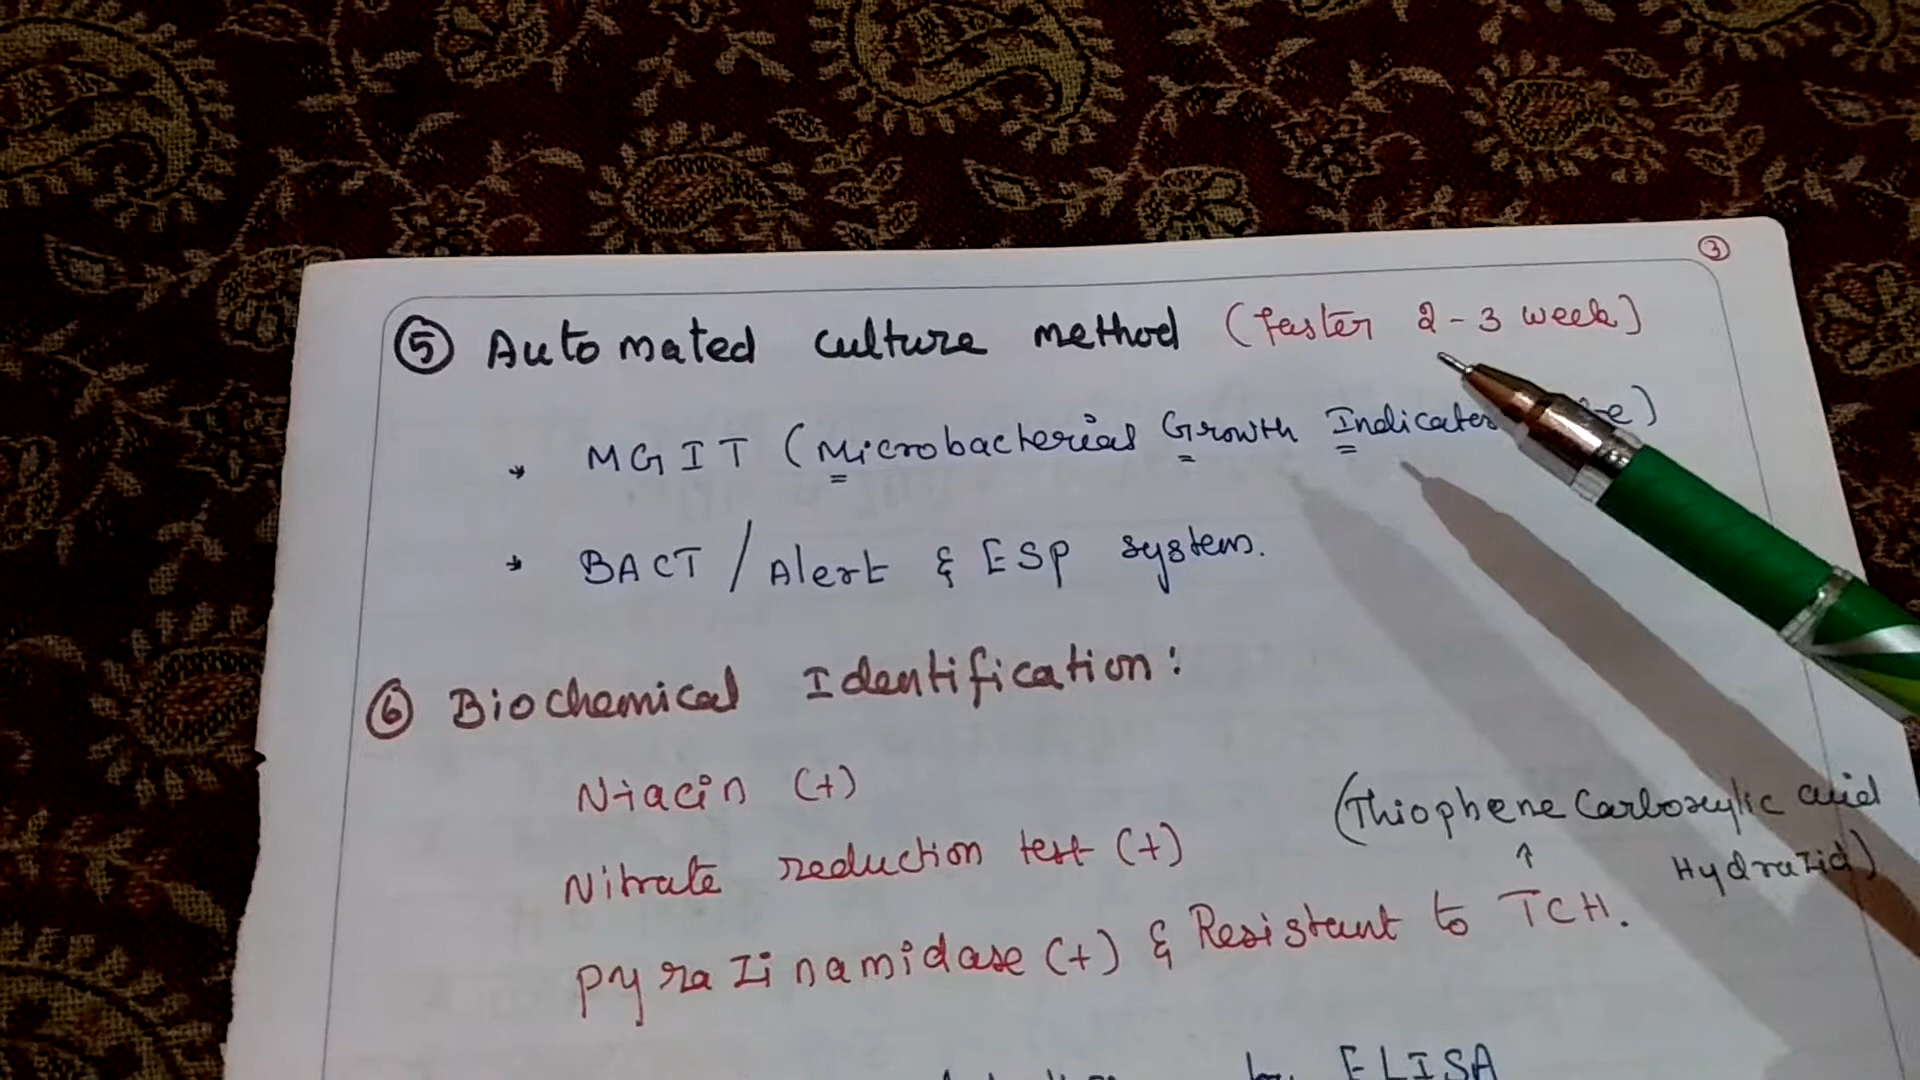 3
5 Automated culture method (faster 2-3 week)
* MGIT (Microbacterial Growth Indicator
* BACT / Alert & ESP system.
6 Biochemical Identification:
Niacin (+)
Nitrate reduction test (+)
(Thiophene Carboxylic acid
Hydrazid)
↑
Pyrazinamidase (+) & Resistant to TCH.
by ELISA